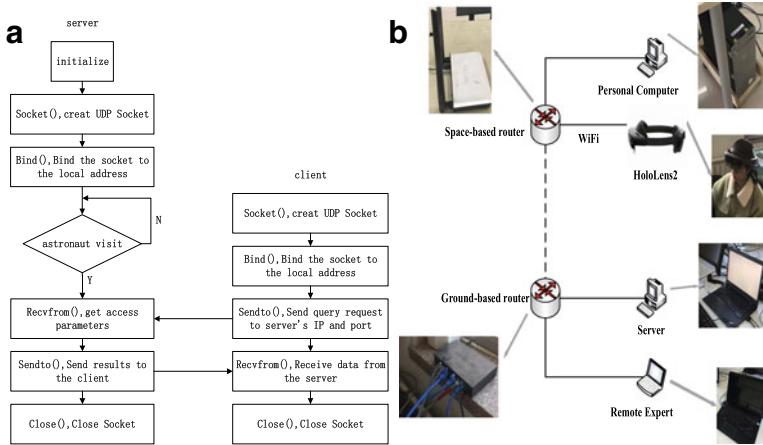 a
server
initialize
Socket(),creat UDP Socket
Bind(),Bind the socket to
the local address
astronaut visit
N
Y
Recvfrom(),get access
parameters
Sendto(),Send results to
the client
Close(),Close Socket
client
Socket(),creat UDP Socket
Bind(),Bind the socket to
the local address
Sendto(),Send query request
to server's IP and port
Recvfrom(),Receive data from
the server
Close(),Close Socket
b
Personal Computer
Space-based router
WiFi
HoloLens2
Ground-based router
Server
Remote Expert